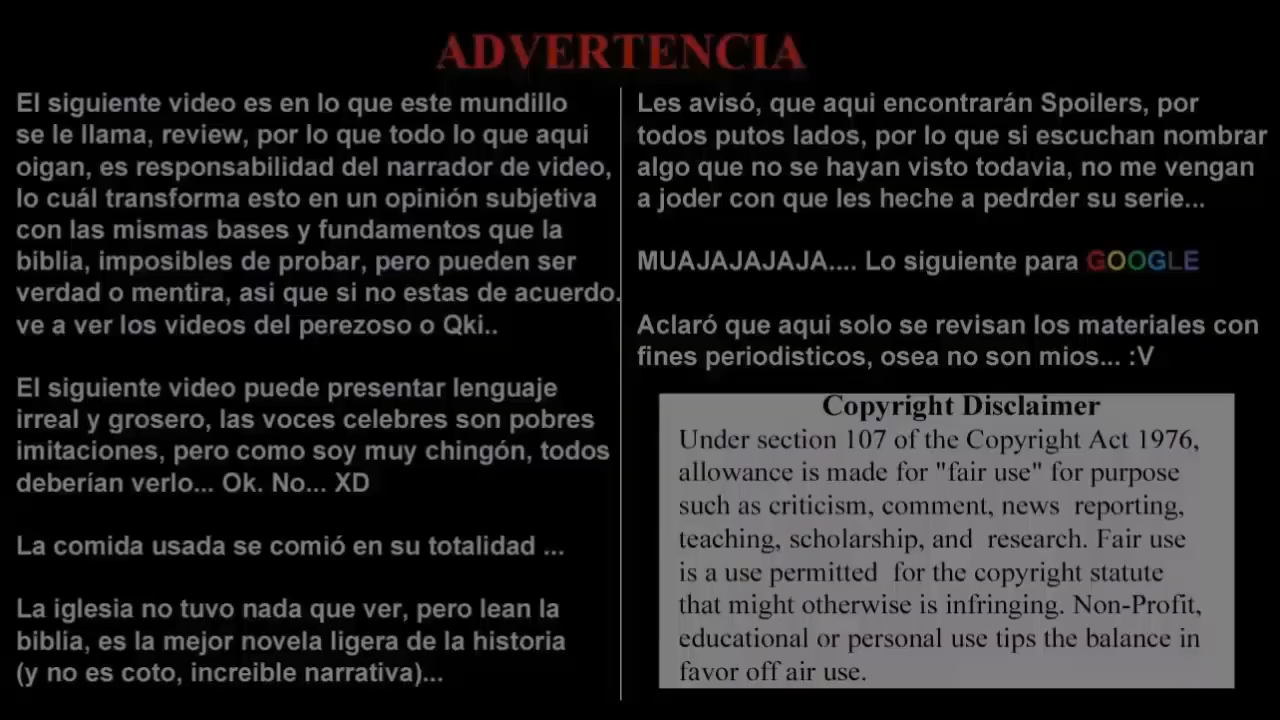 ADVERTENCIA
El siguiente video es en lo que este mundillo
se le llama, review, por lo que todo lo que aqui
oigan, es responsabilidad del narrador de video,
lo cuál transforma esto en un opinión subjetiva
con las mismas bases y fundamentos que la
biblia, imposibles de probar, pero pueden ser
verdad o mentira, asi que si no estas de acuerdo.
ve a ver los videos del perezoso o Qki..
El siguiente video puede presentar lenguaje
irreal y grosero, las voces celebres son pobres
imitaciones, pero como soy muy chingón, todos
deberían verlo... Ok. No... XD
La comida usada se comió en su totalidad ...
La iglesia no tuvo nada que ver, pero lean la
biblia, es la mejor novela ligera de la historia
(y no es coto, increible narrativa)...
Les avisó, que aqui encontrarán Spoilers, por
todos putos lados, por lo que si escuchan nombrar
algo que no se hayan visto todavia, no me vengan
a joder con que les heche a pedrder su serie...
MUAJAJAJAJA.... Lo siguiente para GOOGLE
Aclaró que aqui solo se revisan los materiales con
fines periodisticos, osea no son mios... :V
Copyright Disclaimer
Under section 107 of the Copyright Act 1976,
allowance is made for "fair use" for purpose
such as criticism, comment, news reporting,
teaching, scholarship, and research. Fair use
is a use permitted for the copyright statute
that might otherwise is infringing. Non-Profit,
educational or personal use tips the balance in
favor off air use.